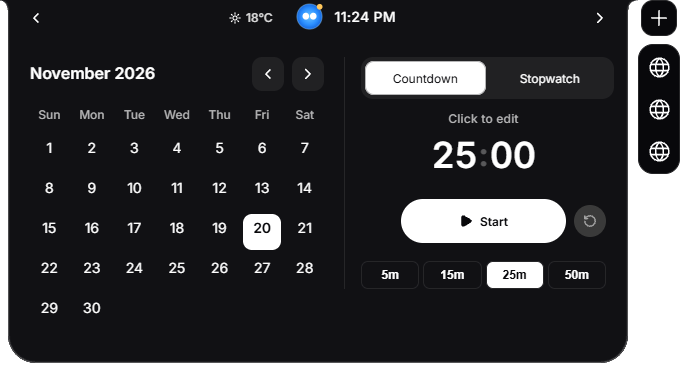 18°C 11:24 PM
November 2026
Sun Mon Tue Wed Thu Fri Sat
1 2 3 4 5 6 7
8 9 10 11 12 13 14
15 16 17 18 19 20 21
22 23 24 25 26 27 28
29 30
Countdown Stopwatch
Click to edit
25:00
Start
5m 15m 25m 50m